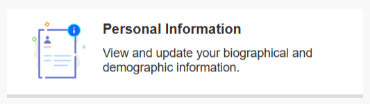 Personal Information
View and update your biographical and
demographic information.